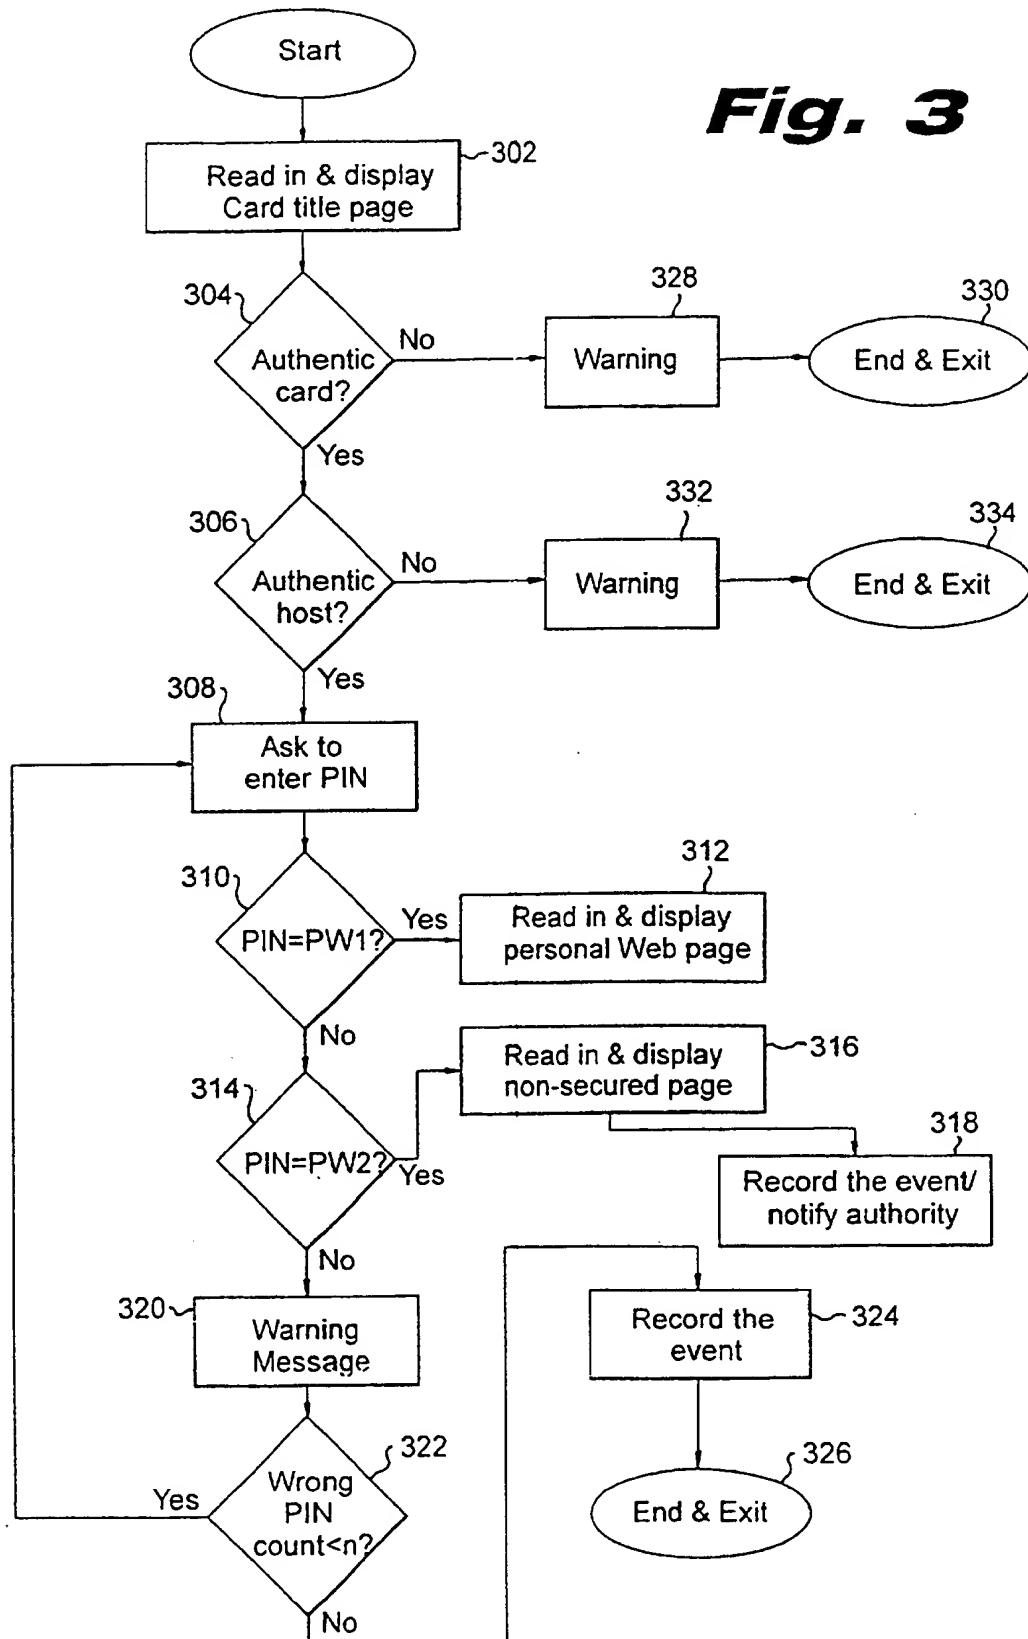 Start
Fig. 3
302
Read in & display
Card title page
304
Authentic
card?
No
328
Warning
330
End & Exit
Yes
306
Authentic
host?
No
332
Warning
334
End & Exit
Yes
308
Ask to
enter PIN
310
PIN=PW1?
Yes
312
Read in & display
personal Web page
No
314
PIN=PW2?
Yes
Read in & display
non-secured page
316
318
Record the event/
notify authority
No
320
Warning
Message
322
Wrong
PIN
count<n?
Yes
No
Record the
event
324
326
End & Exit